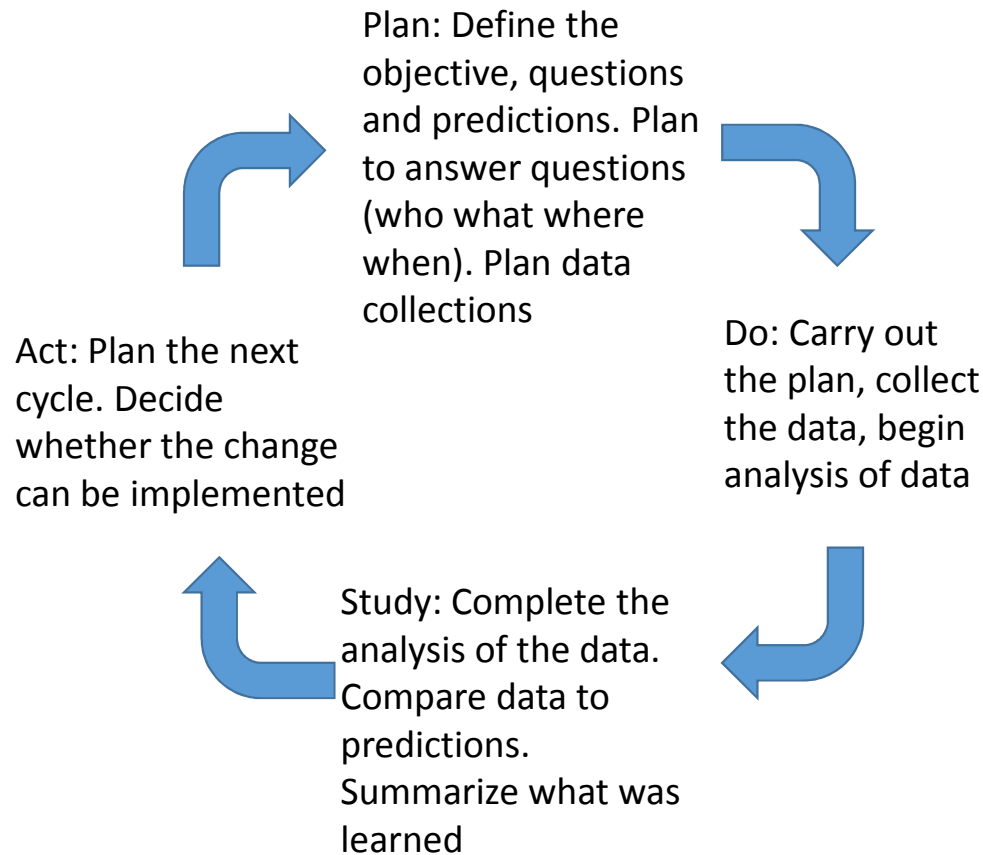 Plan: Define the
objective, questions
and predictions. Plan
to answer questions
(who what where
when). Plan data
collections
Do: Carry out
the plan, collect
the data, begin
analysis of data
Study: Complete the
analysis of the data.
Compare data to
predictions.
Summarize what was
learned
Act: Plan the next
cycle. Decide
whether the change
can be implemented